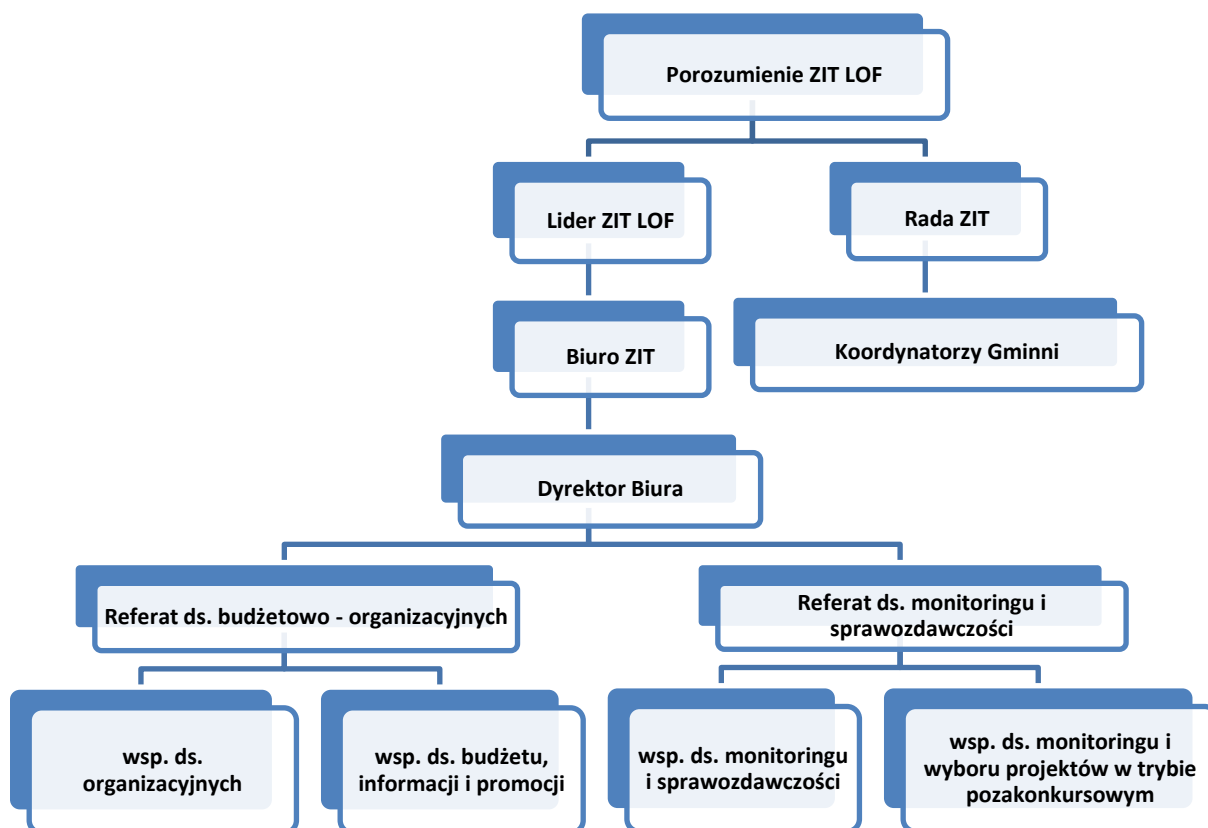 Porozumienie ZIT LOF
Lider ZIT LOF
Rada ZIT
Biuro ZIT
Koordynatorzy Gminni
Dyrektor Biura
Referat ds. budżetowo - organizacyjnych
Referat ds. monitoringu i
sprawozdawczości
wsp. ds.
organizacyjnych
wsp. ds. budżetu,
informacji i promocji
wsp. ds. monitoringu
i sprawozdawczości
wsp. ds. monitoringu i
wyboru projektów w trybie
pozakonkursowym